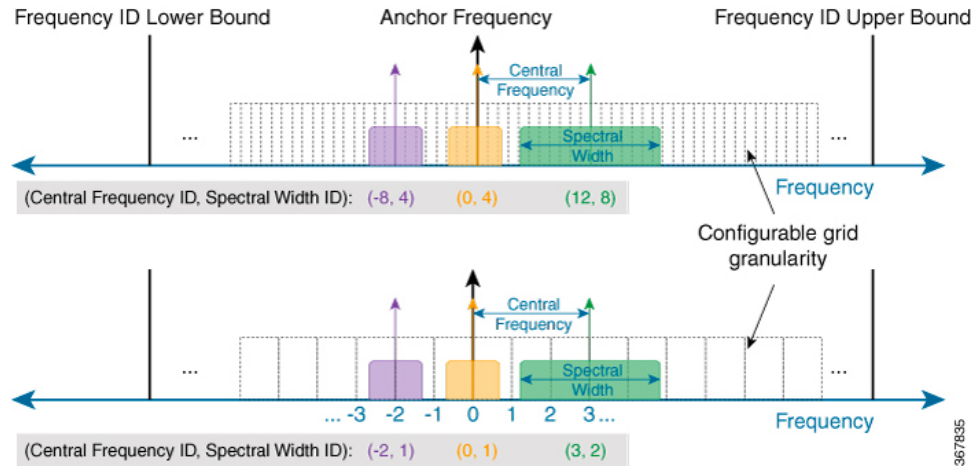 Frequency ID Lower Bound
Anchor Frequency
Frequency ID Upper Bound
Central
Frequency
...
Spectral
Width
...
Frequency
(Central Frequency ID, Spectral Width ID): (-8, 4) (0, 4) (12, 8)
Configurable grid
granularity
Central
Frequency
...
Spectral
Width
...
... -3 -2 -1 0 1 2 3...
Frequency
(Central Frequency ID, Spectral Width ID): (-2, 1) (0, 1) (3, 2)
367835